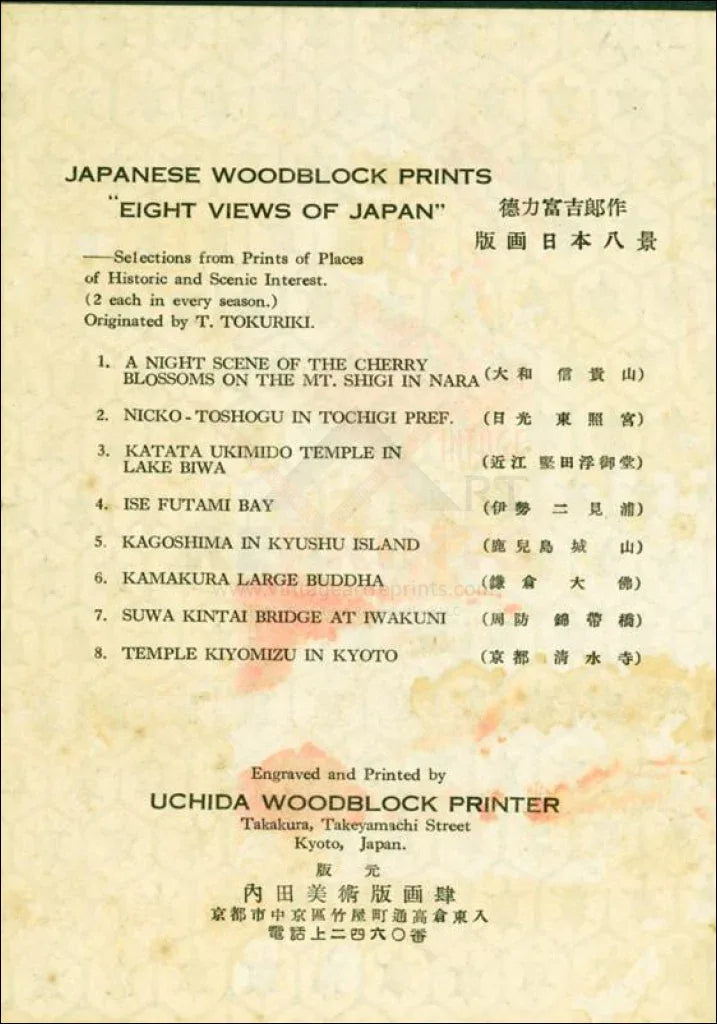 JAPANESE WOODBLOCK PRINTS
"EIGHT VIEWS OF JAPAN"
徳力富吉郎作
版画日本八景
——Selections from Prints of Places
of Historic and Scenic Interest.
(2 each in every season.)
Originated by T. TOKURIKI.
1. A NIGHT SCENE OF THE CHERRY
BLOSSOMS ON THE MT. SHIGI IN NARA (大和 信貴山)
2. NICKO-TOSHOGU IN TOCHIGI PREF. (日光 東照宮)
3. KATATA UKIMIDO TEMPLE IN
LAKE BIWA (近江 堅田浮御堂)
4. ISE FUTAMI BAY (伊勢 二見浦)
5. KAGOSHIMA IN KYUSHU ISLAND (鹿兒島城山)
6. KAMAKURA LARGE BUDDHA (鎌倉大佛)
7. SUWA KINTAI BRIDGE AT IWAKUNI (周防 錦帶橋)
8. TEMPLE KIYOMIZU IN KYOTO (京都 清水寺)
Engraved and Printed by
UCHIDA WOODBLOCK PRINTER
Takakura, Takeyamachi Street
Kyoto, Japan.
版元
內田美術版画肆
京都市中京區竹屋町通高倉東入
電話上二四六〇番